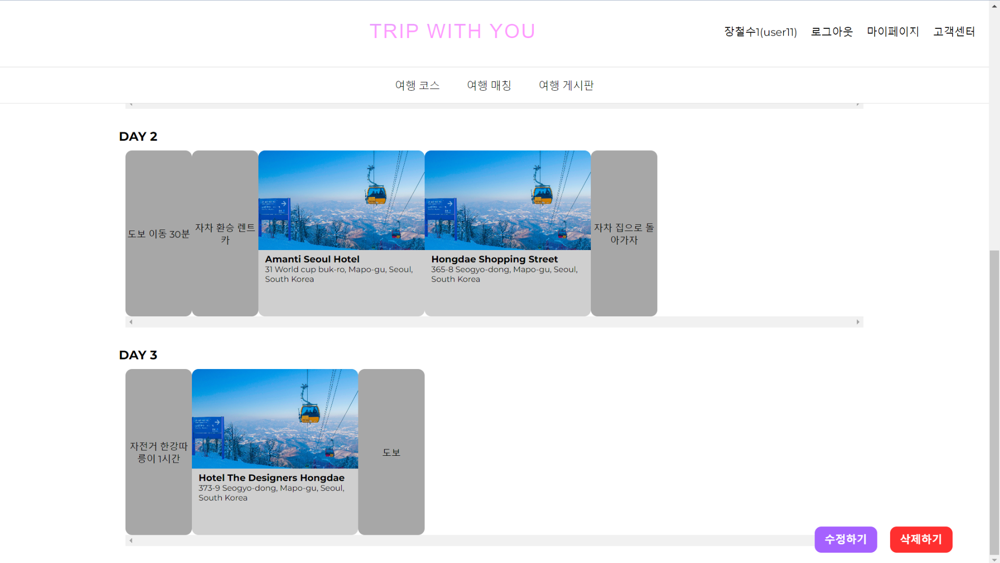 TRIP WITH YOU
장철수1(user11) 로그아웃 마이페이지 고객센터
여행 코스 여행 매칭 여행 게시판
DAY 2
도보 이동 30분
자차 환승 렌트
카
Amanti Seoul Hotel
31 World cup buk-ro, Mapo-gu, Seoul,
South Korea
Hongdae Shopping Street
365-8 Seogyo-dong, Mapo-gu, Seoul,
South Korea
자차 집으로 돌
아가자
DAY 3
자전거 한강따
릉이 1시간
Hotel The Designers Hongdae
373-9 Seogyo-dong, Mapo-gu, Seoul,
South Korea
도보
수정하기 삭제하기